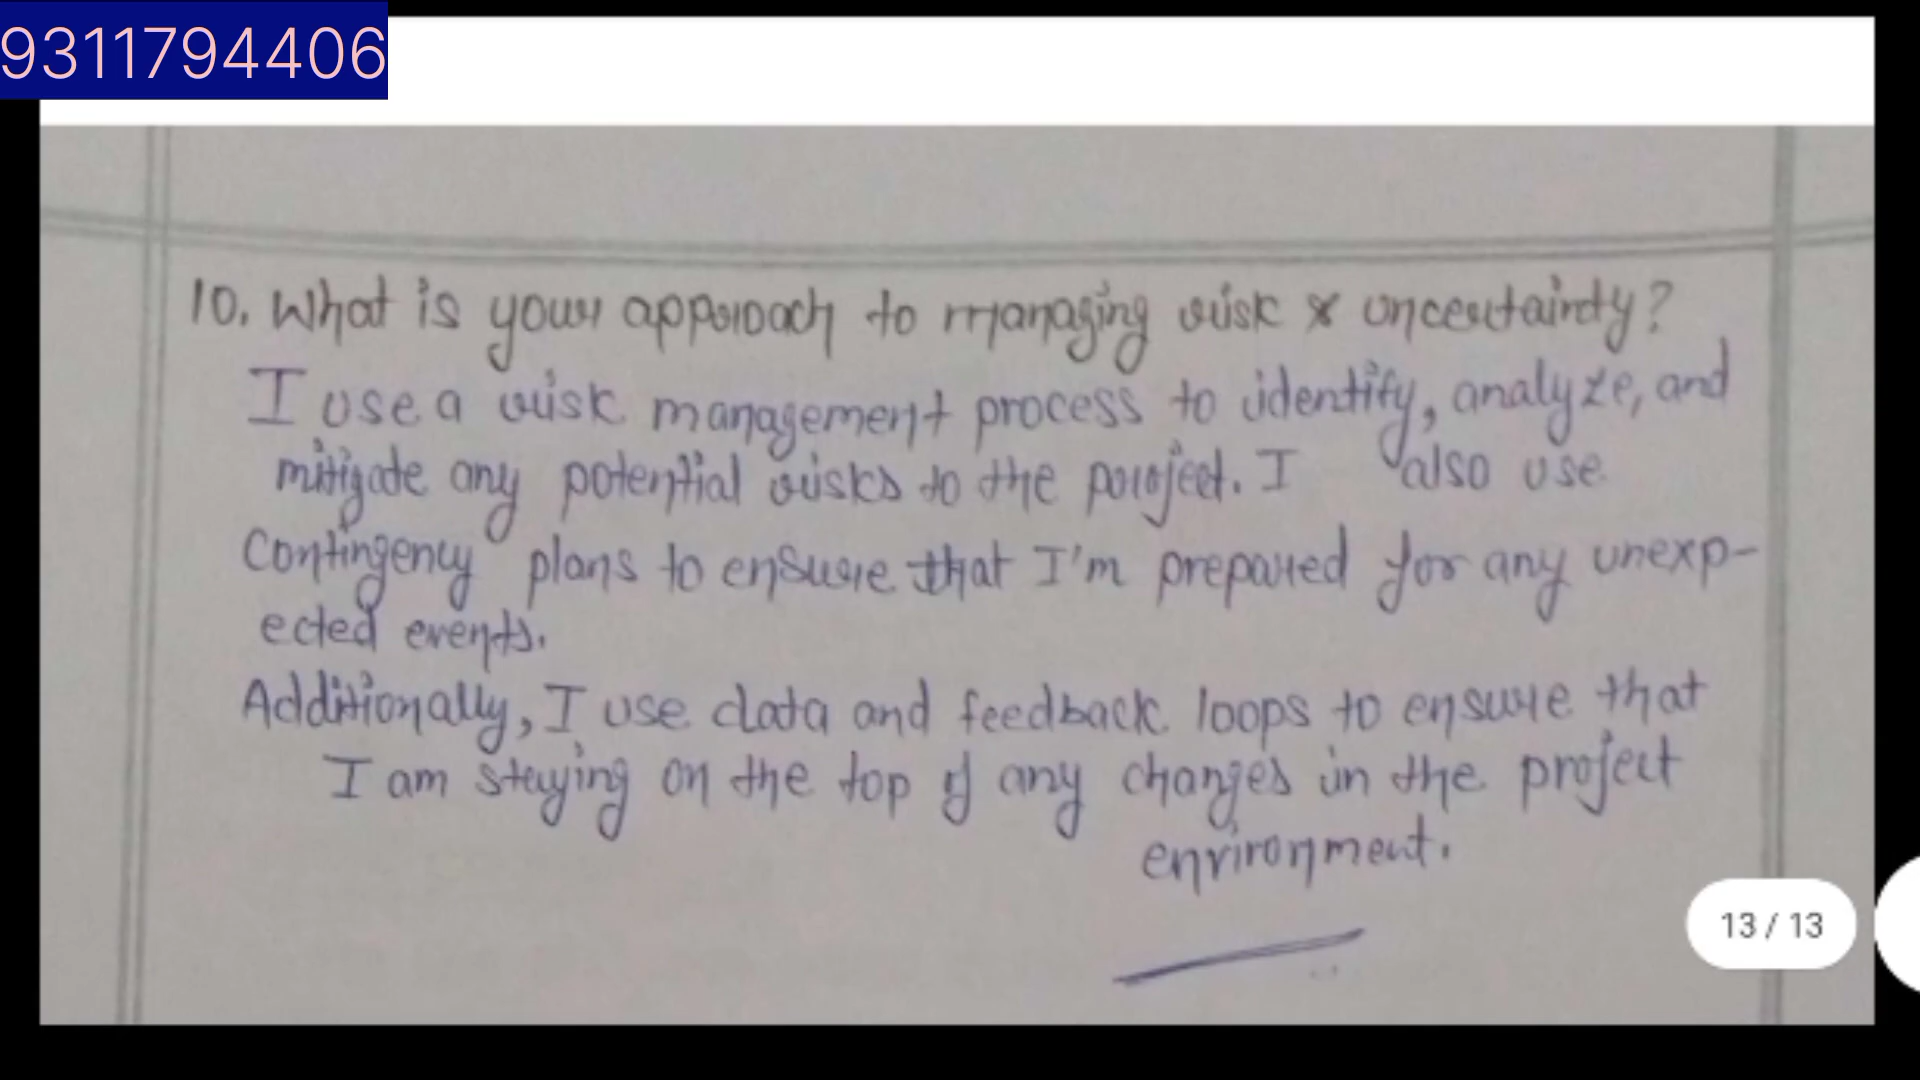 9311794406
10. What is your approach to managing risk & uncertainty?
I use a risk management process to identify, analyze, and
mitigate any potential risks to the project. I also use
Contingency plans to ensure that I'm prepared for any unexp-
ected events.
Additionally, I use data and feedback loops to ensure that
I am staying on the top of any changes in the project
environment.
13 / 13